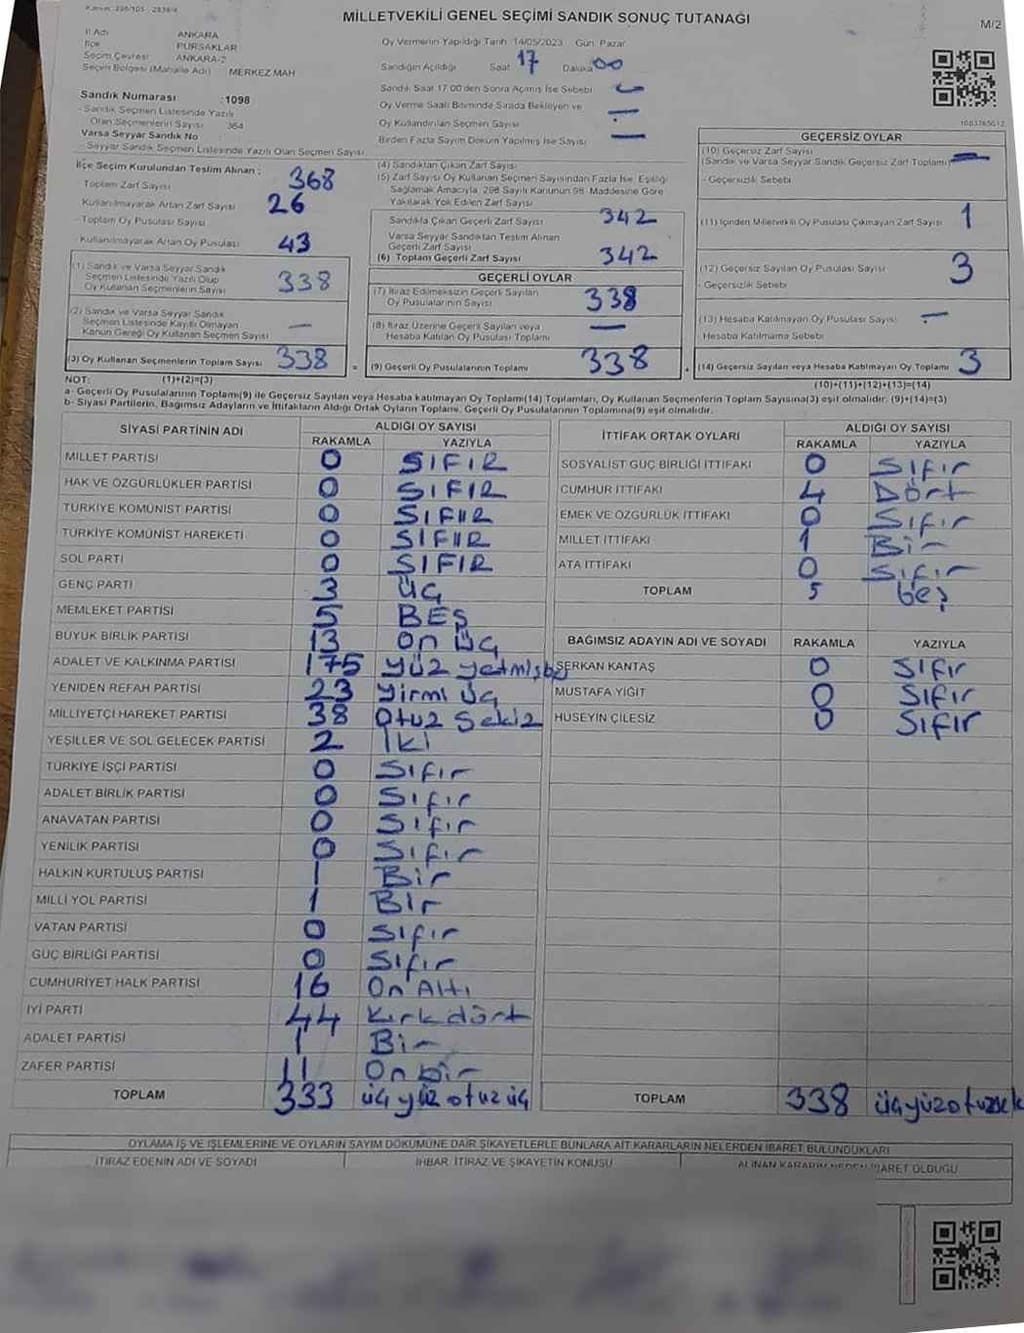 MİLLETVEKİLİ GENEL SEÇİMİ SANDIK SONUÇ TUTANAĞI
M/2
İl Adı ANKARA
İlçe PURSAKLAR
Seçim Çevresi ANKARA-2
Seçim Bölgesi (Mahalle Adı) MERKEZ MAH
Sandık Numarası :1098
- Sandık Seçmen Listesinde Yazılı
Olan Seçmenlerin Sayısı : 364
Varsa Seyyar Sandık No
Seyyar Sandık Seçmen Listesinde Yazılı Olan Seçmen Sayısı
Oy Vermenin Yapıldığı Tarih 14/05/2023 Gün Pazar
Sandığın Açıldığı Saat 17 Dakika 00
Sandık Saat 17.00'den Sonra Açılmış İse Sebebi
Oy Verme Saati Bitiminde Sırada Bekleyen ve
Oy Kullandırılan Seçmen Sayısı
Birden Fazla Sayım Döküm Yapılmış İse Sayısı
İlçe Seçim Kurulundan Teslim Alınan :
Toplam Zarf Sayısı 368
Kullanılmayarak Artan Zarf Sayısı 26
- Toplam Oy Pusulası Sayısı
- Kullanılmayarak Artan Oy Pusulası 43
(1) Sandık ve Varsa Seyyar Sandık
Seçmen Listesinde Yazılı Olup
Oy Kullanan Seçmenlerin Sayısı 338
(2) Sandık ve Varsa Seyyar Sandık
Seçmen Listesinde Kayıtlı Olmayan
Kanun Gereği Oy Kullanan Seçmen Sayısı —
(3) Oy Kullanan Seçmenlerin Toplam Sayısı 338
(4) Sandıktan Çıkan Zarf Sayısı
(5) Zarf Sayısı Oy Kullanan Seçmen Sayısından Fazla İse, Eşitliği
Sağlamak Amacıyla, 298 Sayılı Kanunun 98. Maddesine Göre
Yakılarak Yok Edilen Zarf Sayısı
Sandıkta Çıkan Geçerli Zarf Sayısı 342
Varsa Seyyar Sandıktan Teslim Alınan
Geçerli Zarf Sayısı
(6) Toplam Geçerli Zarf Sayısı 342
GEÇERLİ OYLAR
(7) İtiraz Edilmeksizin Geçerli Sayılan
Oy Pusulalarının Sayısı 338
(8) İtiraz Üzerine Geçerli Sayılan veya
Hesaba Katılan Oy Pusulası Toplamı —
= (9) Geçerli Oy Pusulalarının Toplamı 338
GEÇERSİZ OYLAR
(10) Geçersiz Zarf Sayısı
(Sandık ve Varsa Seyyar Sandık Geçersiz Zarf Toplamı) —
- Geçersizlik Sebebi
(11) İçinden Milletvekili Oy Pusulası Çıkmayan Zarf Sayısı 1
(12) Geçersiz Sayılan Oy Pusulası Sayısı 3
- Geçersizlik Sebebi
(13) Hesaba Katılmayan Oy Pusulası Sayısı —
- Hesaba Katılmama Sebebi
(14) Geçersiz Sayılan veya Hesaba Katılmayan Oy Toplamı 3
NOT: (1)+(2)=(3)
(10)+(11)+(12)+(13)=(14)
a- Geçerli Oy Pusulalarının Toplamı(9) ile Geçersiz Sayılan veya Hesaba katılmayan Oy Toplam(14) Toplamları, Oy Kullanan Seçmenlerin Toplam Sayısına(3) eşit olmalıdır. (9)+(14)=(3)
b- Siyasi Partilerin, Bağımsız Adayların ve İttifakların Aldığı Ortak Oyların Toplamı, Geçerli Oy Pusulalarının Toplamına(9) eşit olmalıdır.
SİYASİ PARTİNİN ADI ALDIĞI OY SAYISI
RAKAMLA YAZIYLA
MİLLET PARTİSİ 0 SIFIR
HAK VE ÖZGÜRLÜKLER PARTİSİ 0 SIFIR
TÜRKİYE KOMÜNİST PARTİSİ 0 SIFIR
TÜRKİYE KOMÜNİST HAREKETİ 0 SIFIR
SOL PARTİ 0 SIFIR
GENÇ PARTİ 3 ÜÇ
MEMLEKET PARTİSİ 5 BEŞ
BÜYÜK BİRLİK PARTİSİ 13 on üç
ADALET VE KALKINMA PARTİSİ 175 yüz yetmişbeş
YENİDEN REFAH PARTİSİ 23 yirmi üç
MİLLİYETÇİ HAREKET PARTİSİ 38 Otuz Sekiz
YEŞİLLER VE SOL GELECEK PARTİSİ 2 İki
TÜRKİYE İŞÇİ PARTİSİ 0 Sıfır
ADALET BİRLİK PARTİSİ 0 Sıfır
ANAVATAN PARTİSİ 0 Sıfır
YENİLİK PARTİSİ 0 Sıfır
HALKIN KURTULUŞ PARTİSİ 1 Bir
MİLLİ YOL PARTİSİ 1 Bir
VATAN PARTİSİ 0 Sıfır
GÜÇ BİRLİĞİ PARTİSİ 0 Sıfır
CUMHURİYET HALK PARTİSİ 16 On Altı
İYİ PARTİ 44 Kırkdört
ADALET PARTİSİ 1 Bir
ZAFER PARTİSİ 11 On bir
TOPLAM 333 üçyüz otuz üç
İTTİFAK ORTAK OYLARI ALDIĞI OY SAYISI
RAKAMLA YAZIYLA
SOSYALİST GÜÇ BİRLİĞİ İTTİFAKI 0 Sıfır
CUMHUR İTTİFAKI 4 Dört
EMEK VE ÖZGÜRLÜK İTTİFAKI 0 Sıfır
MİLLET İTTİFAKI 1 Bir
ATA İTTİFAKI 0 Sıfır
TOPLAM 5 beş
BAĞIMSIZ ADAYIN ADI VE SOYADI RAKAMLA YAZIYLA
SERKAN KANTAŞ 0 Sıfır
MUSTAFA YİĞİT 0 Sıfır
HÜSEYİN ÇİLESİZ 0 Sıfır
TOPLAM 338 üçyüzotuzsek
OYLAMA İŞ VE İŞLEMLERİNE VE OYLARIN SAYIM DÖKÜMÜNE DAİR ŞİKAYETLERLE BUNLARA AİT KARARLARIN NELERDEN İBARET BULUNDUKLARI
İTİRAZ EDENİN ADI VE SOYADI İHBAR, İTİRAZ VE ŞİKAYETİN KONUSU ALINAN KARARIN NEDEN İBARET OLDUĞU